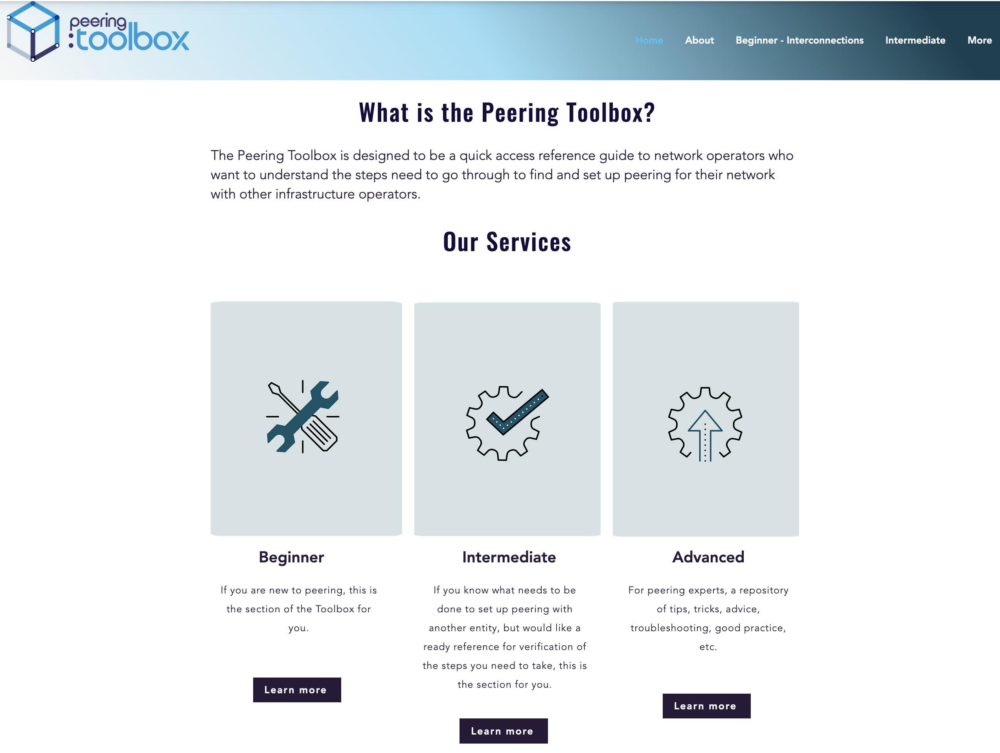 peering
:toolbox
Home About Beginner - Interconnections Intermediate More
What is the Peering Toolbox?
The Peering Toolbox is designed to be a quick access reference guide to network operators who
want to understand the steps need to go through to find and set up peering for their network
with other infrastructure operators.
Our Services
Beginner
If you are new to peering, this is
the section of the Toolbox for
you.
Learn more
Intermediate
If you know what needs to be
done to set up peering with
another entity, but would like a
ready reference for verification of
the steps you need to take, this is
the section for you.
Learn more
Advanced
For peering experts, a repository
of tips, tricks, advice,
troubleshooting, good practice,
etc.
Learn more